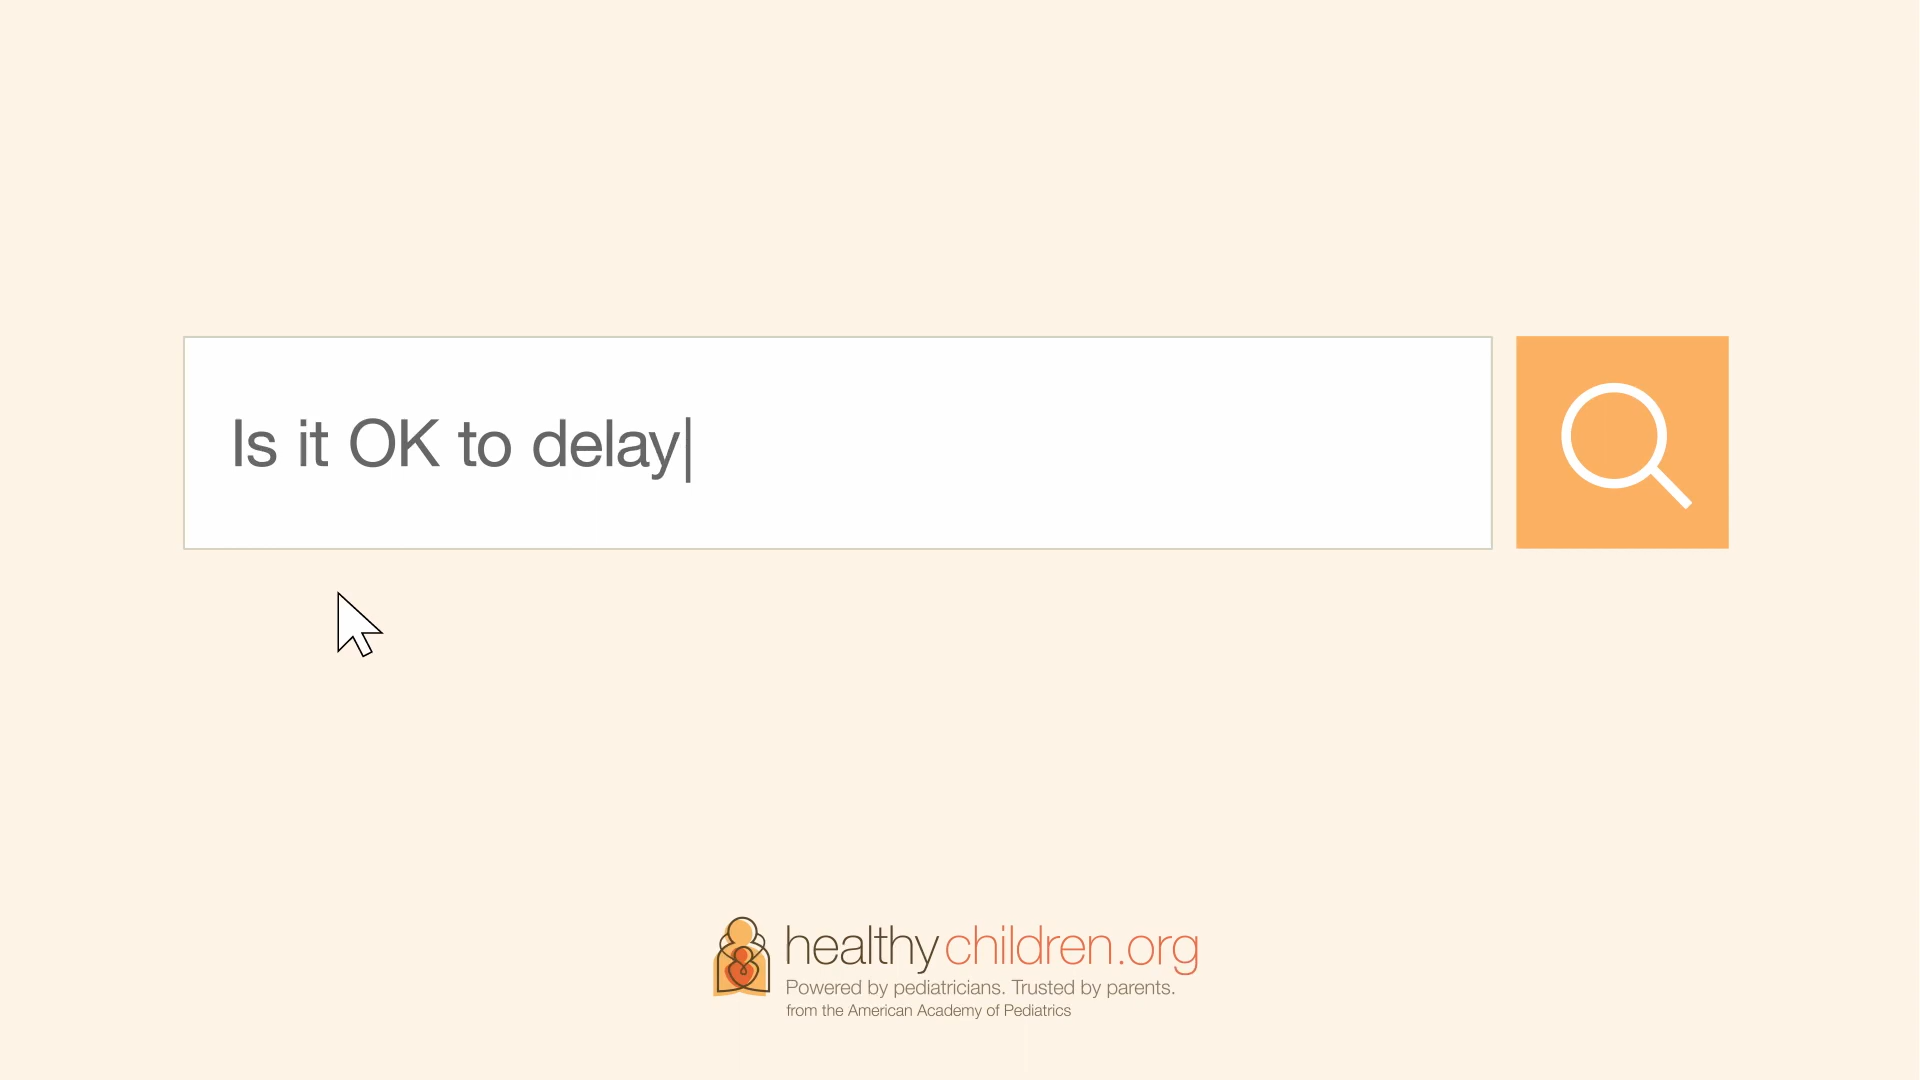 Is it OK to delay
healthychildren.org
Powered by pediatricians. Trusted by parents.
from the American Academy of Pediatrics